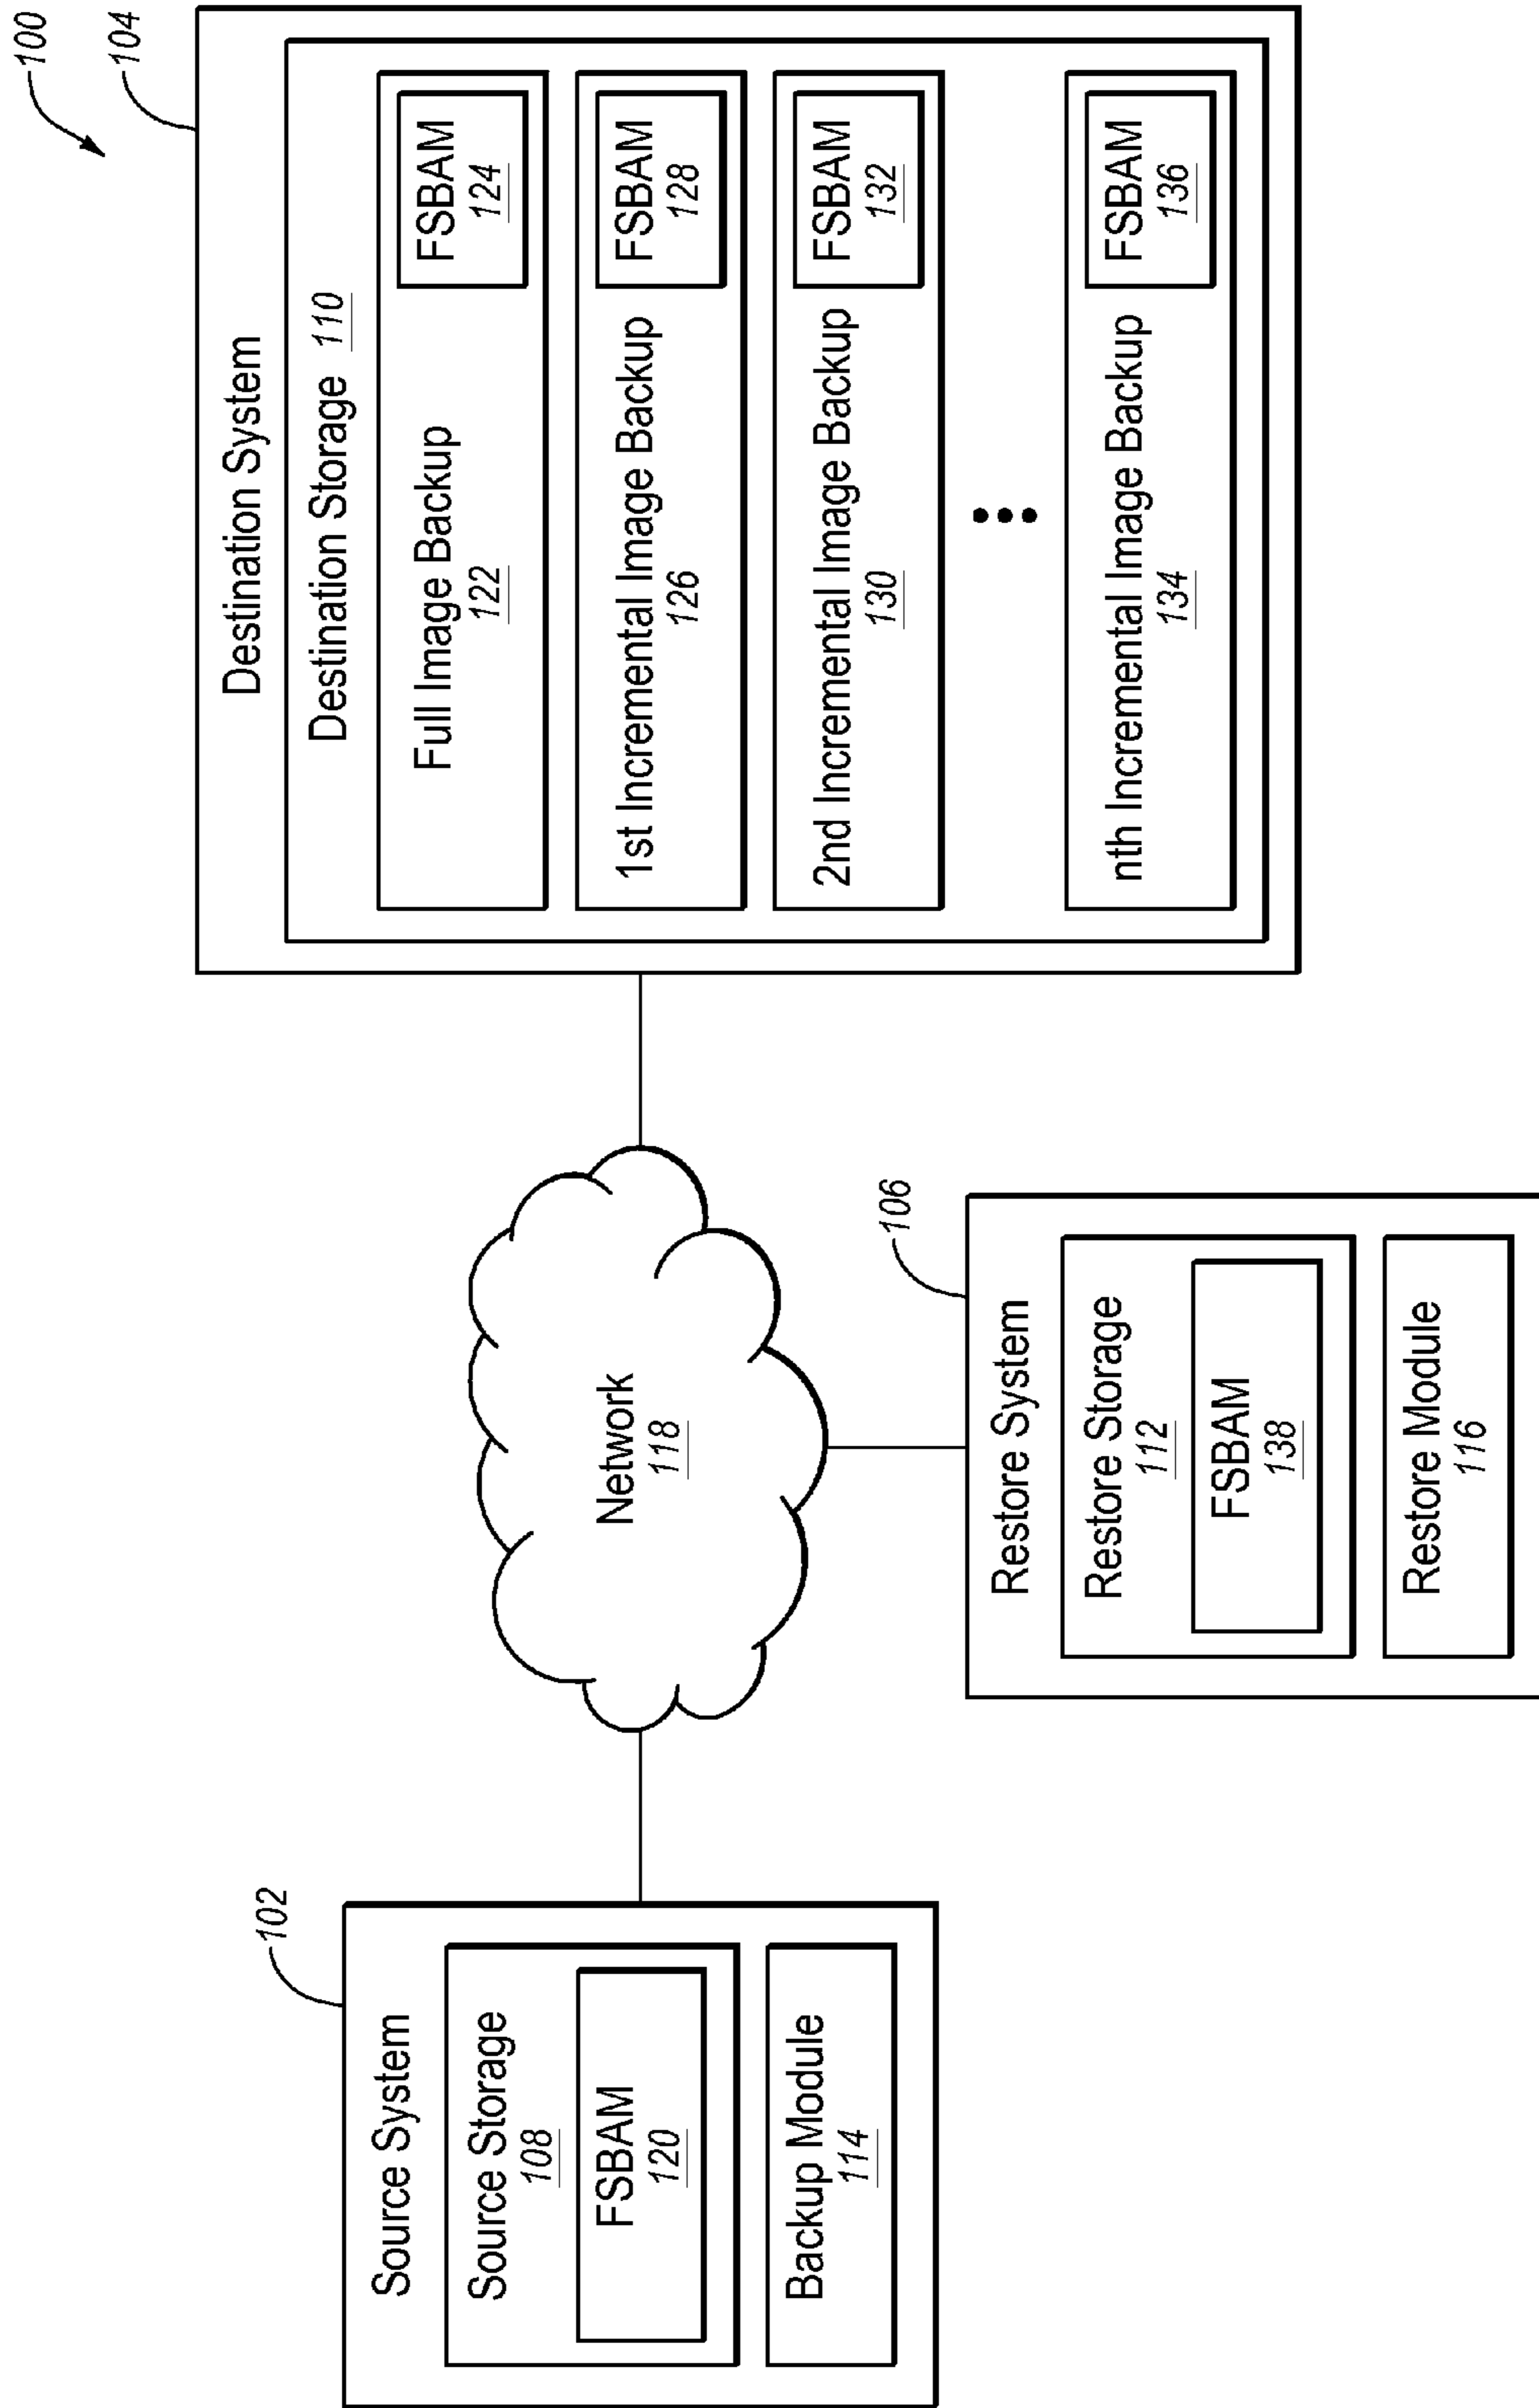 100
104
Destination System
Destination Storage 110
Full Image Backup
122
FSBAM
124
1st Incremental Image Backup
126
FSBAM
128
2nd Incremental Image Backup
130
FSBAM
132
nth Incremental Image Backup
134
FSBAM
136
102
Source System
Source Storage
108
FSBAM
120
Backup Module
114
Network
118
106
Restore System
Restore Storage
112
FSBAM
138
Restore Module
116